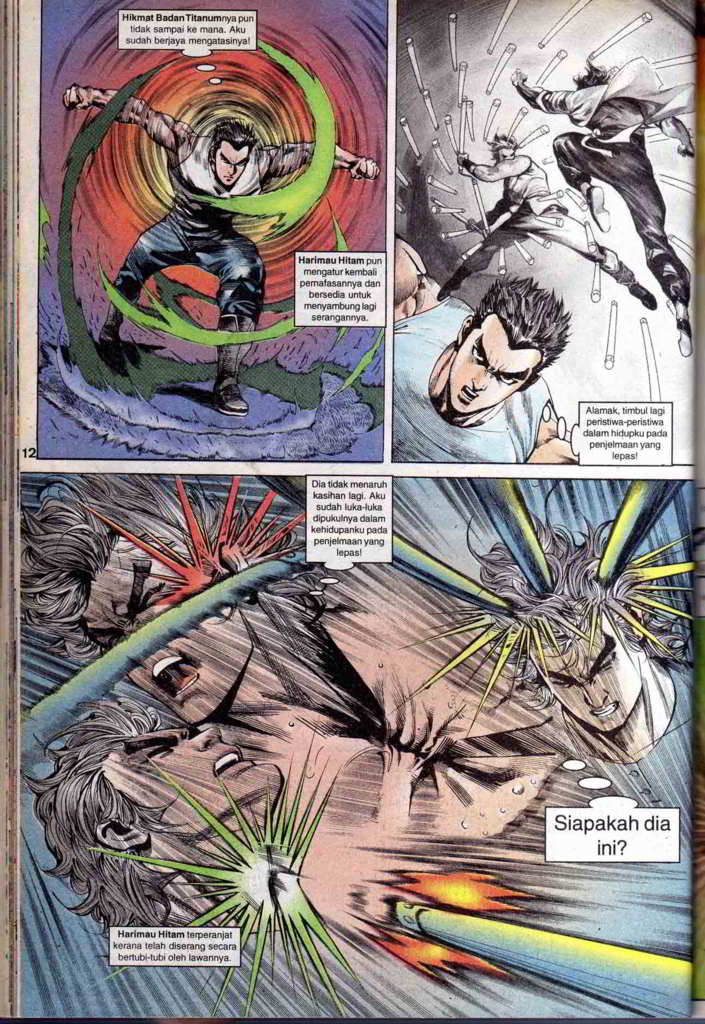 Hikmat Badan Titanumnya pun
tidak sampai ke mana. Aku
sudah berjaya mengatasinya!
Harimau Hitam pun
mengatur kembali
pernafasannya dan
bersedia untuk
menyambung lagi
serangannya.
Alamak, timbul lagi
peristiwa-peristiwa
dalam hidupku pada
penjelmaan yang
lepas!
12
Dia tidak menaruh
kasihan lagi. Aku
sudah luka-luka
dipukulnya dalam
kehidupanku pada
penjelmaan yang
lepas!
Siapakah dia
ini?
Harimau Hitam terperanjat
kerana telah diserang secara
bertubi-tubi oleh lawannya.